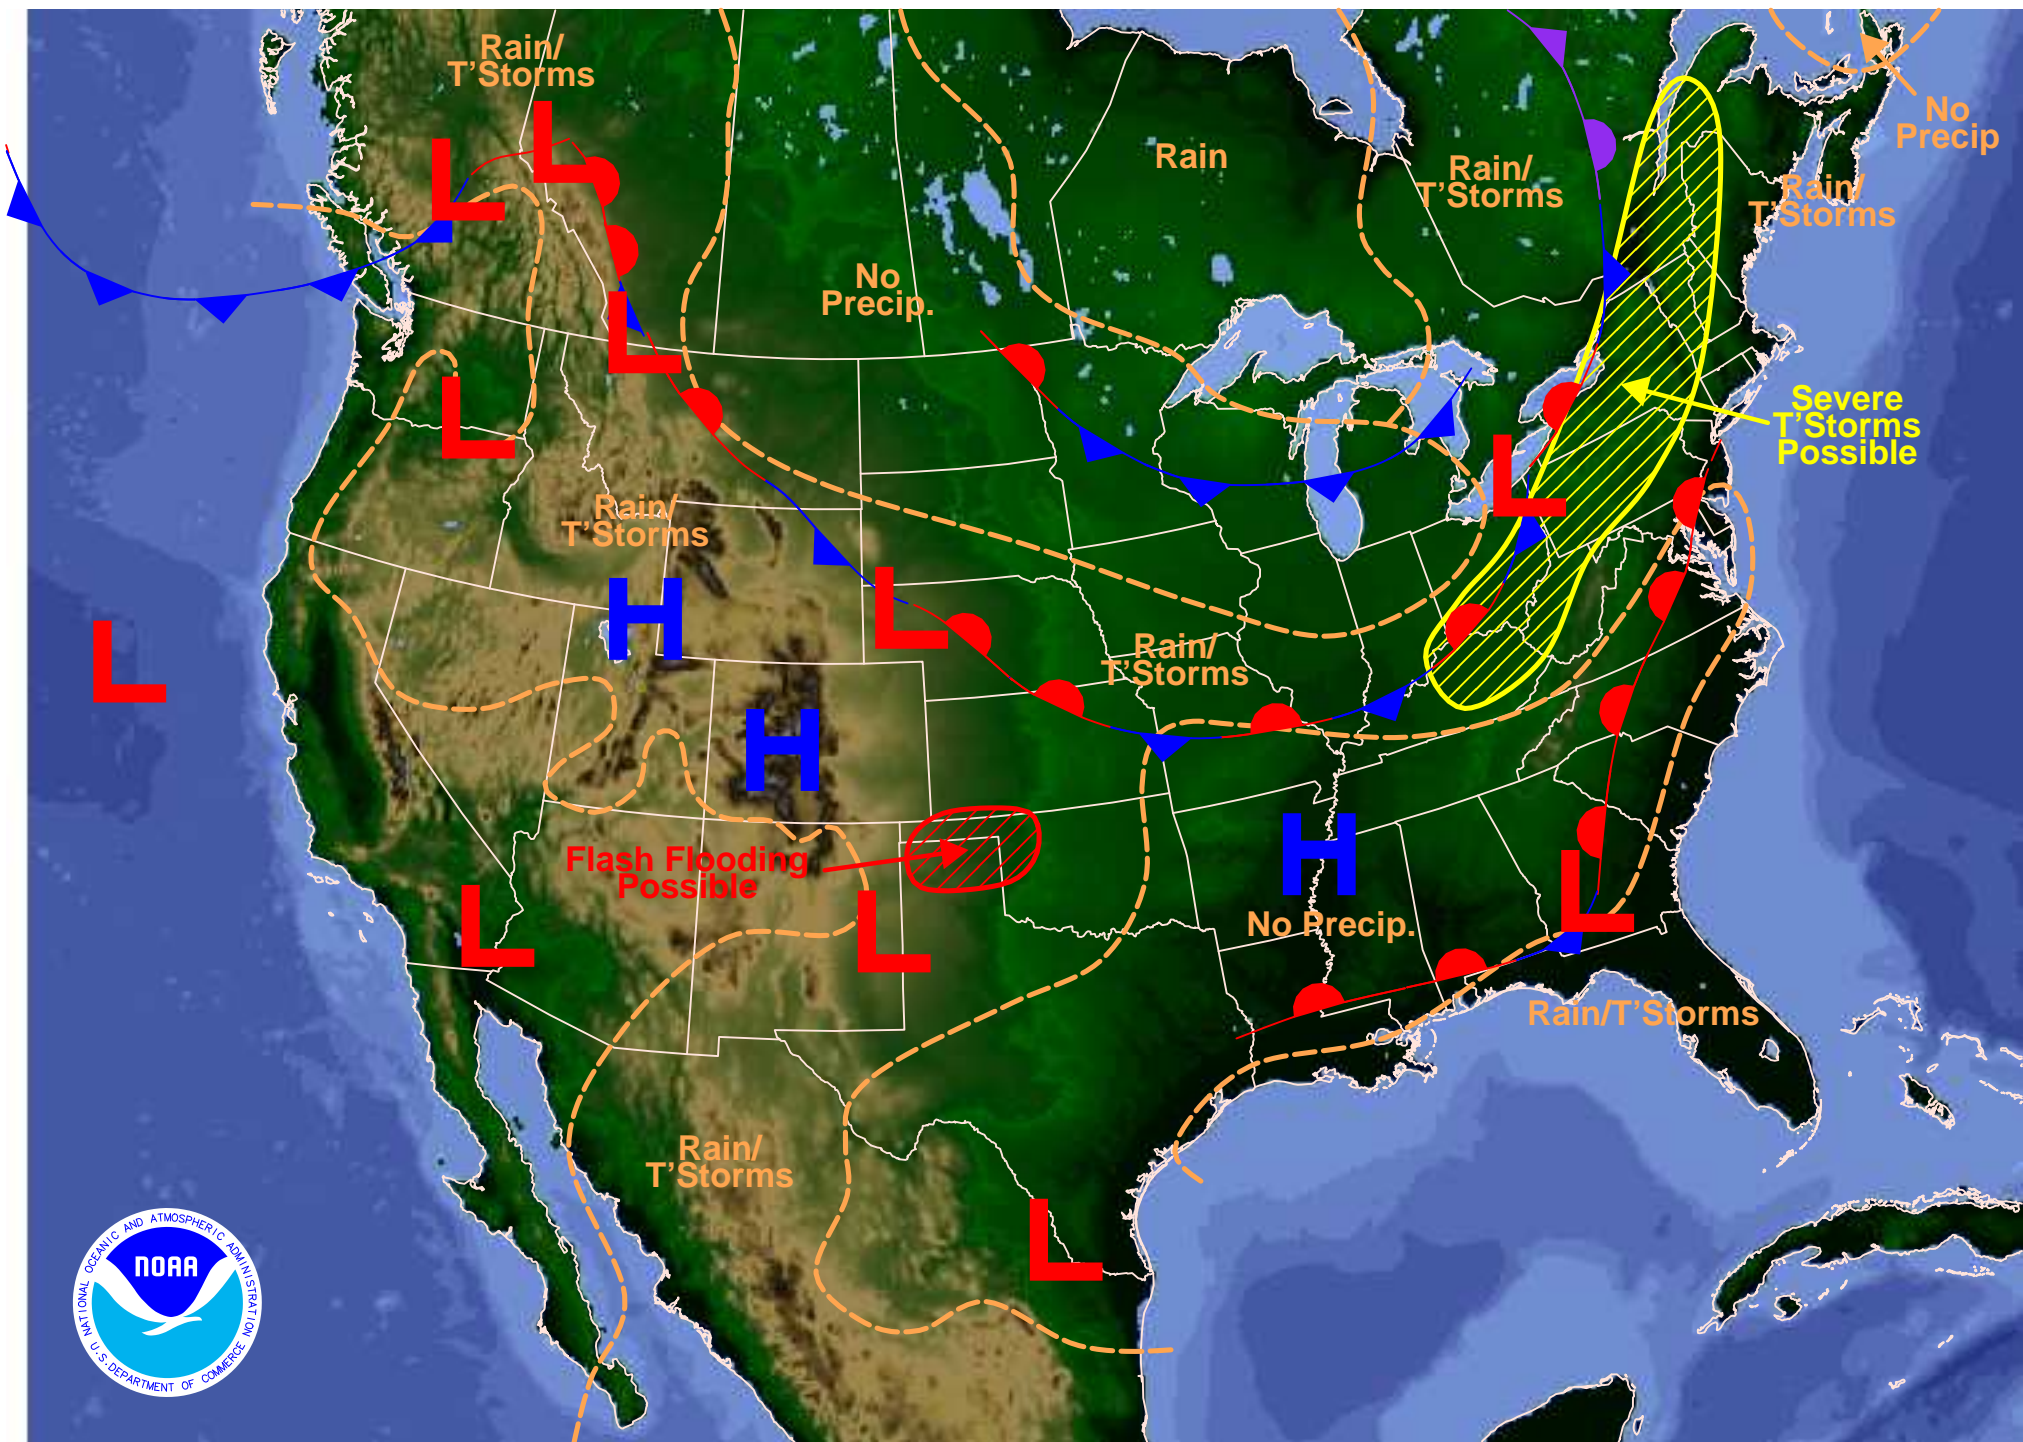 Rain/
T'Storms
No
Precip
Rain
Rain/
T'Storms
Rain/
T'Storms
No
Precip.
Severe
T'Storms
Possible
Rain/
T'Storms
Rain/
T'Storms
Flash Flooding
Possible
No Precip.
Rain/T'Storms
Rain/
T'Storms
NATIONAL OCEANIC AND ATMOSPHERIC ADMINISTRATION
NOAA
U.S. DEPARTMENT OF COMMERCE
L
L
L
L
L
L
L
L
L
L
L
H
H
H